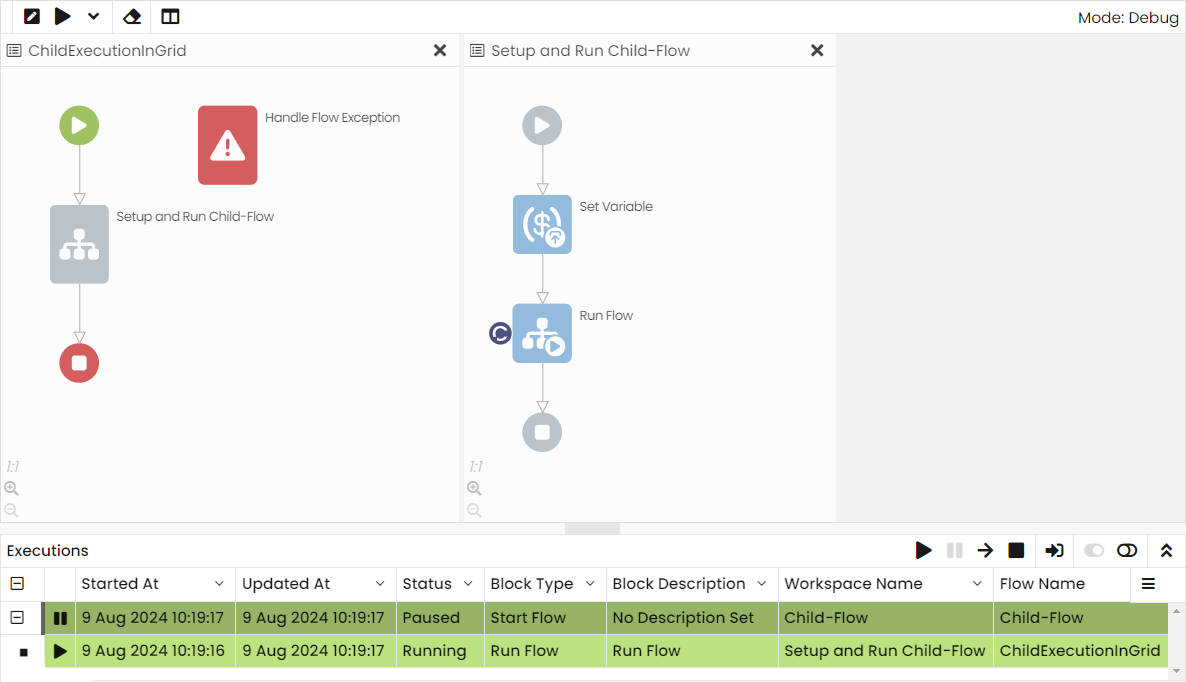 Mode: Debug
ChildExecutionInGrid
Setup and Run Child-Flow
Handle Flow Exception
Setup and Run Child-Flow
Set Variable
Run Flow
1:1
1:1
Executions
Started At Updated At Status Block Type Block Description Workspace Name Flow Name
9 Aug 2024 10:19:17 9 Aug 2024 10:19:17 Paused Start Flow No Description Set Child-Flow Child-Flow
9 Aug 2024 10:19:16 9 Aug 2024 10:19:17 Running Run Flow Run Flow Setup and Run Child-Flow ChildExecutionInGrid